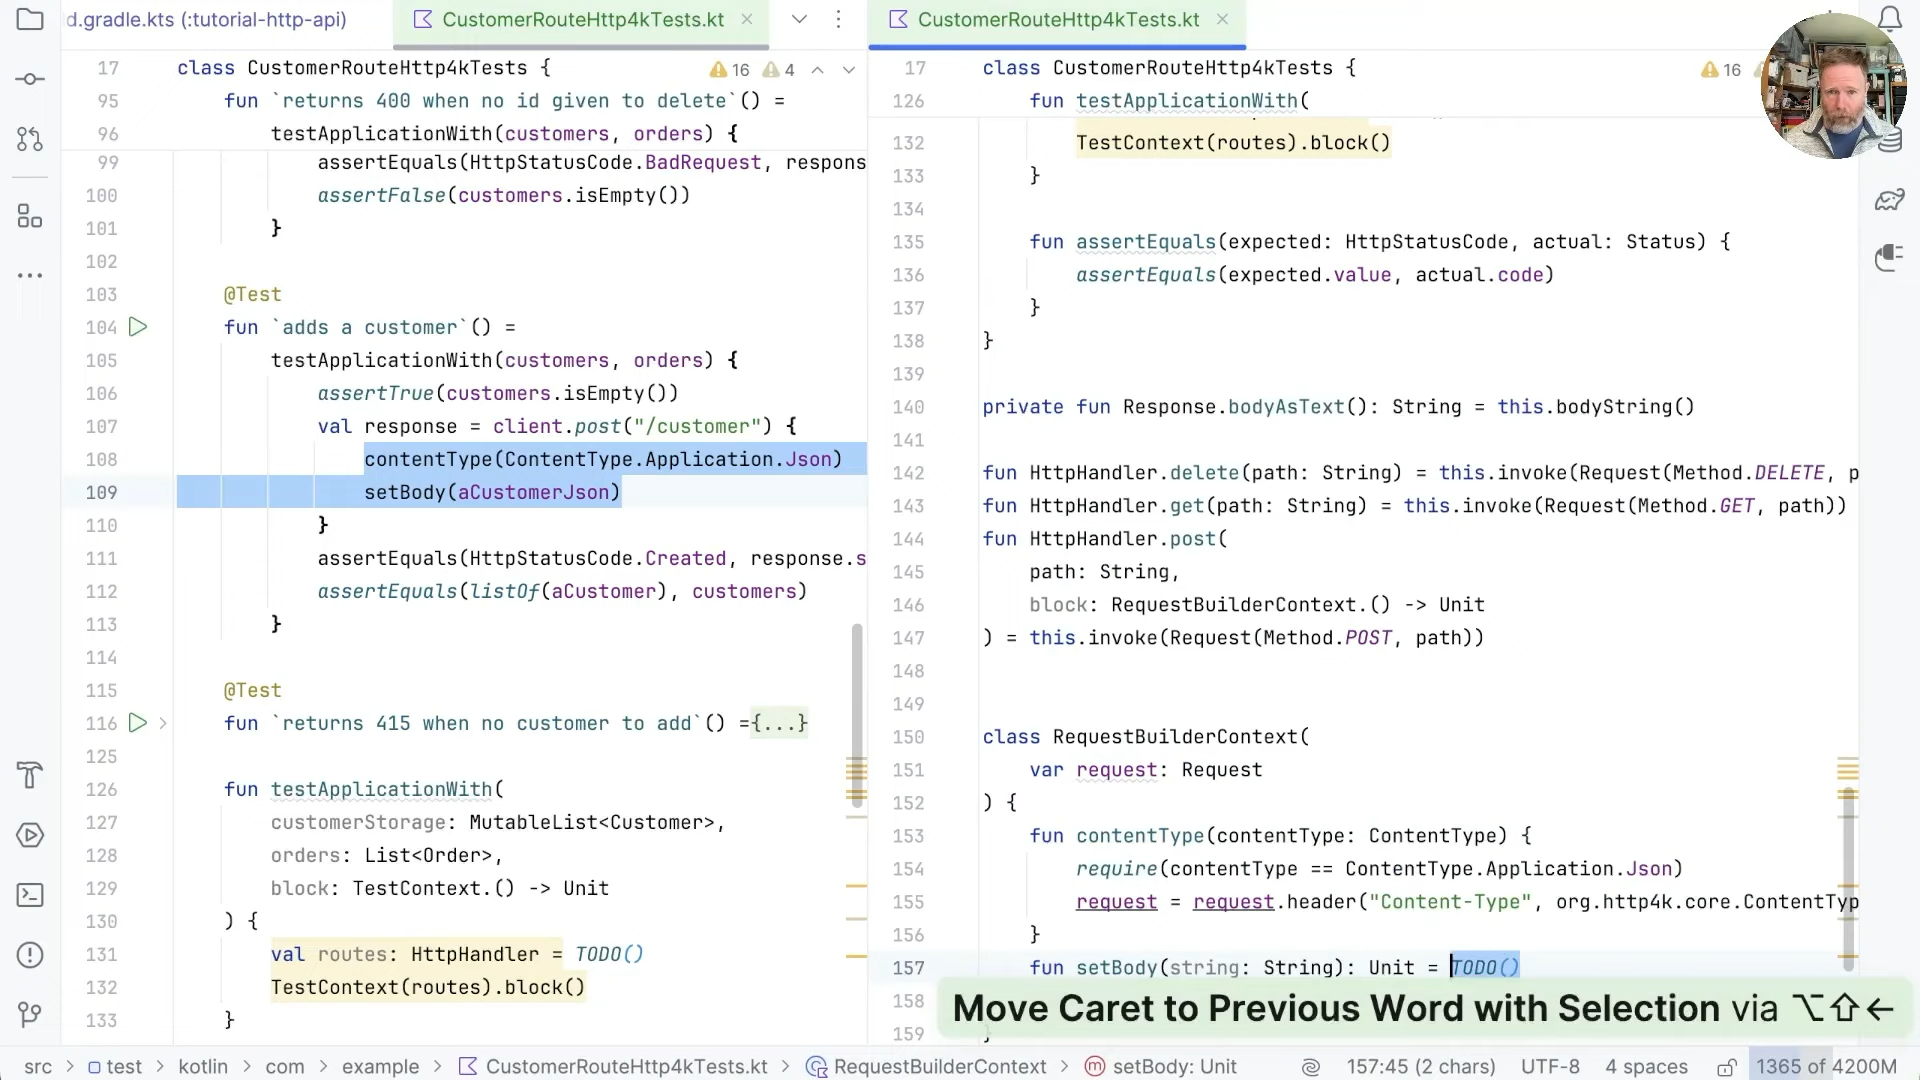 d.gradle.kts (:tutorial-http-api)
CustomerRouteHttp4kTests.kt
17 class CustomerRouteHttp4kTests {
16 4
95 fun `returns 400 when no id given to delete`() =
96 testApplicationWith(customers, orders) {
99 assertEquals(HttpStatusCode.BadRequest, respons
100 assertFalse(customers.isEmpty())
101 }
102
103 @Test
104 fun `adds a customer`() =
105 testApplicationWith(customers, orders) {
106 assertTrue(customers.isEmpty())
107 val response = client.post("/customer") {
108 contentType(ContentType.Application.Json)
109 setBody(aCustomerJson)
110 }
111 assertEquals(HttpStatusCode.Created, response.s
112 assertEquals(listOf(aCustomer), customers)
113 }
114
115 @Test
116 fun `returns 415 when no customer to add`() ={...}
125
126 fun testApplicationWith(
127 customerStorage: MutableList<Customer>,
128 orders: List<Order>,
129 block: TestContext.() -> Unit
130 ) {
131 val routes: HttpHandler = TODO()
132 TestContext(routes).block()
133 }
CustomerRouteHttp4kTests.kt
17 class CustomerRouteHttp4kTests {
16
126 fun testApplicationWith(
132 TestContext(routes).block()
133 }
134
135 fun assertEquals(expected: HttpStatusCode, actual: Status) {
136 assertEquals(expected.value, actual.code)
137 }
138 }
139
140 private fun Response.bodyAsText(): String = this.bodyString()
141
142 fun HttpHandler.delete(path: String) = this.invoke(Request(Method.DELETE, p
143 fun HttpHandler.get(path: String) = this.invoke(Request(Method.GET, path))
144 fun HttpHandler.post(
145 path: String,
146 block: RequestBuilderContext.() -> Unit
147 ) = this.invoke(Request(Method.POST, path))
148
149
150 class RequestBuilderContext(
151 var request: Request
152 ) {
153 fun contentType(contentType: ContentType) {
154 require(contentType == ContentType.Application.Json)
155 request = request.header("Content-Type", org.http4k.core.ContentTyp
156 }
157 fun setBody(string: String): Unit = TODO()
158
159 }
Move Caret to Previous Word with Selection via ⌥⇧←
src > test > kotlin > com > example > CustomerRouteHttp4kTests.kt > RequestBuilderContext > setBody: Unit
157:45 (2 chars) UTF-8 4 spaces 1365 of 4200M